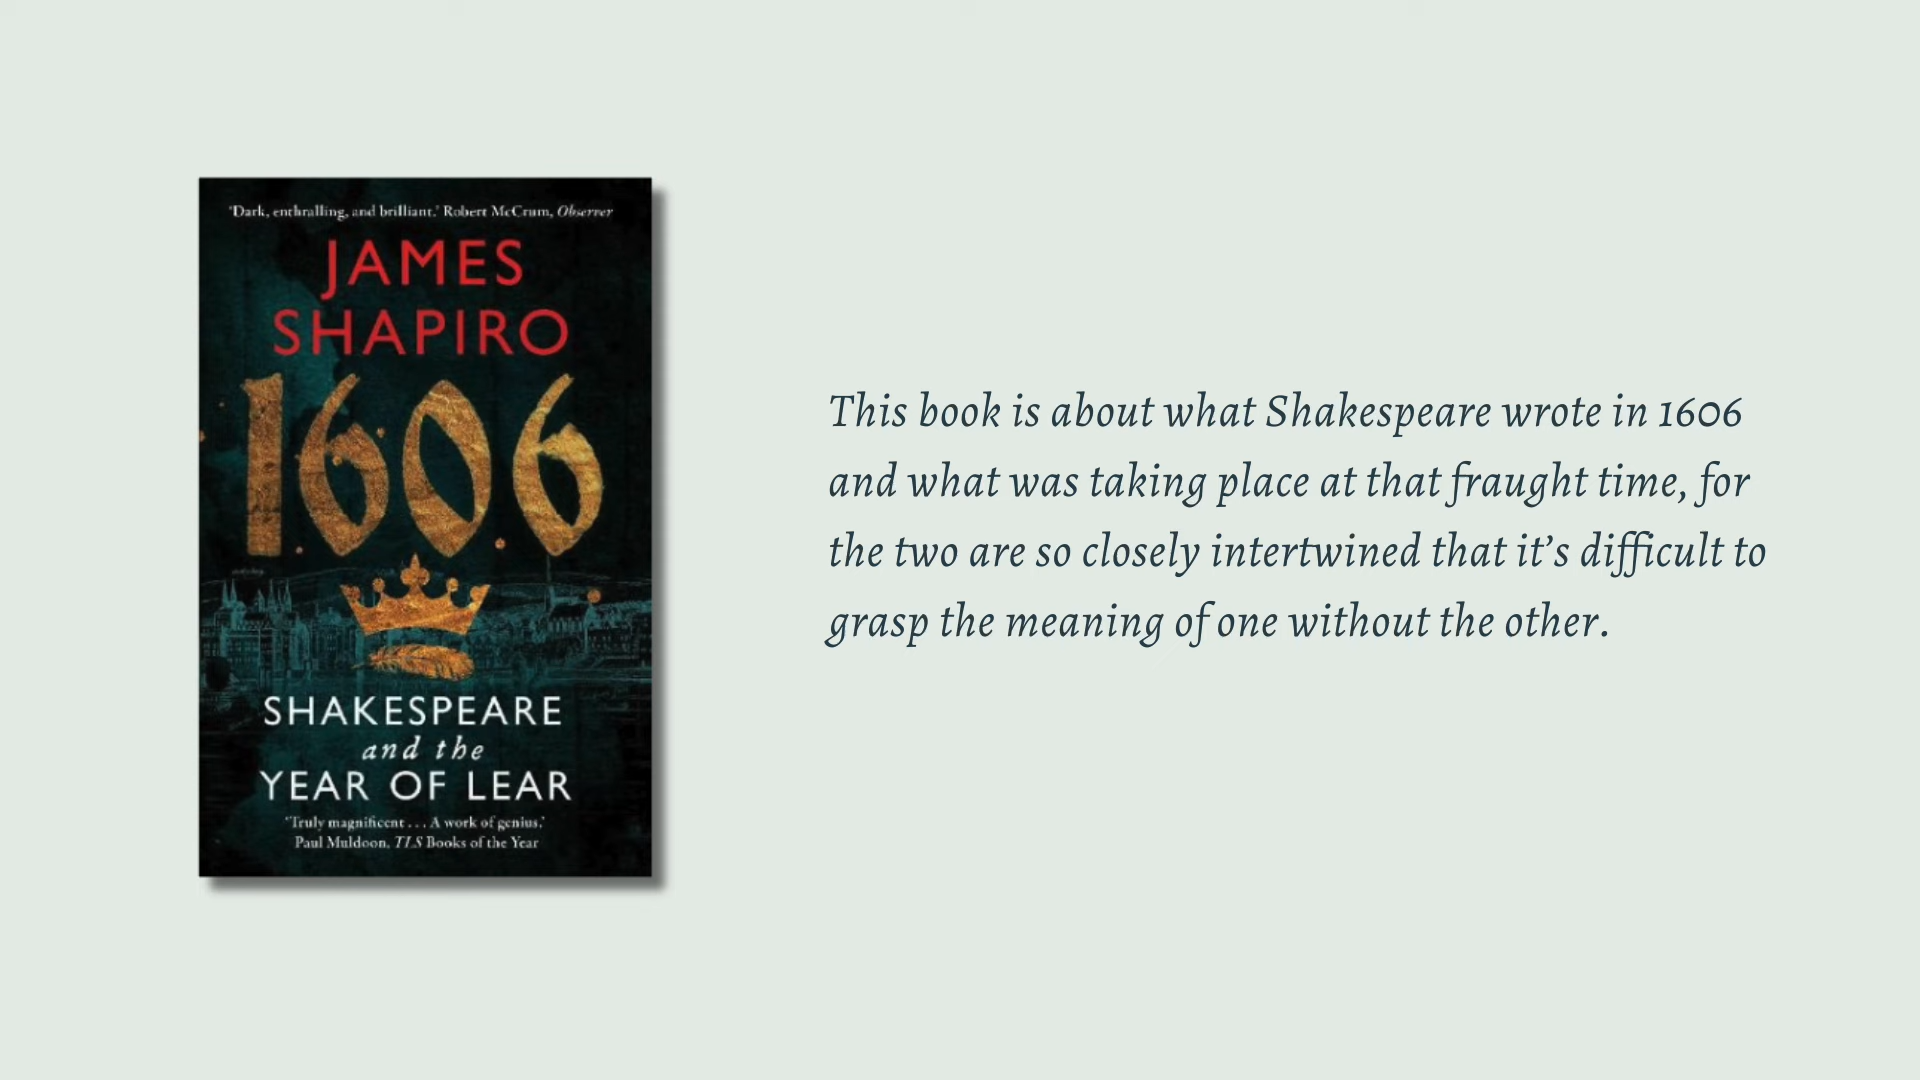 'Dark, enthralling, and brilliant.' Robert McCrum, Observer
JAMES
SHAPIRO
1606
SHAKESPEARE
and the
YEAR OF LEAR
'Truly magnificent . . . A work of genius.'
Paul Muldoon, TLS Books of the Year
This book is about what Shakespeare wrote in 1606
and what was taking place at that fraught time, for
the two are so closely intertwined that it’s difficult to
grasp the meaning of one without the other.